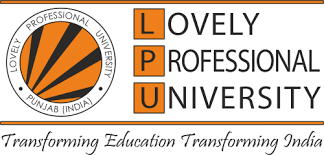 LOVELY PROFESSIONAL UNIVERSITY
PUNJAB (INDIA)
LOVELY
PROFESSIONAL
UNIVERSITY
Transforming Education Transforming India